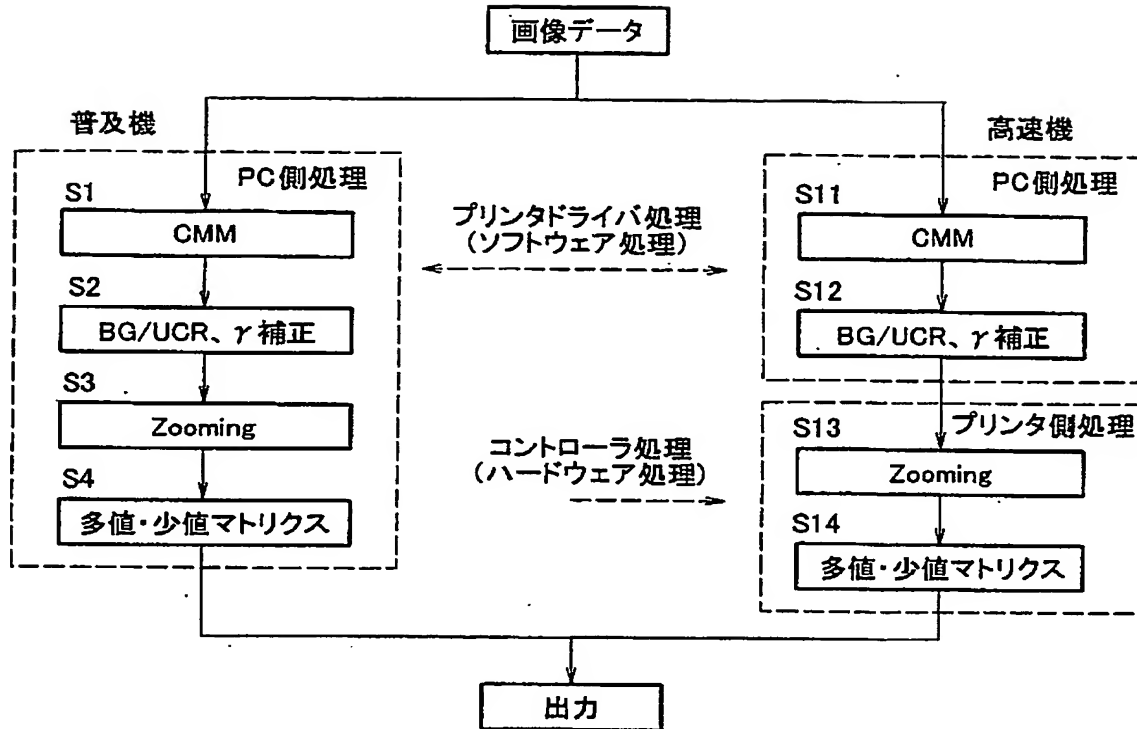 画像データ
普及機
PC側処理
S1
CMM
S2
BG/UCR、γ補正
S3
Zooming
S4
多値・少値マトリクス
プリンタドライバ処理
(ソフトウェア処理)
コントローラ処理
(ハードウェア処理)
高速機
PC側処理
S11
CMM
S12
BG/UCR、γ補正
プリンタ側処理
S13
Zooming
S14
多値・少値マトリクス
出力